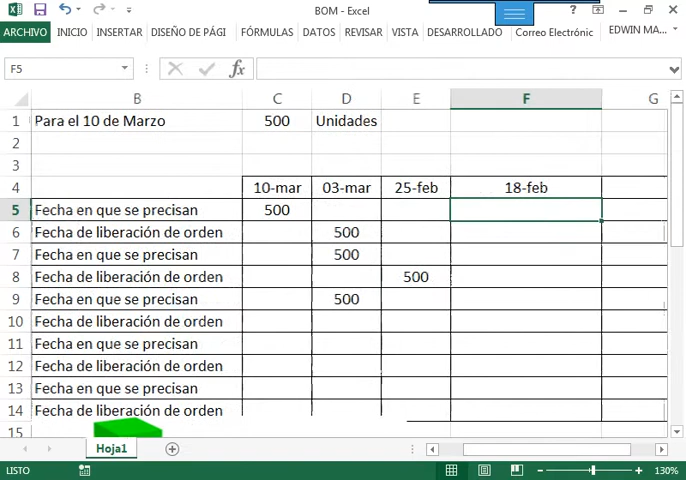 BOM - Excel
?
ARCHIVO INICIO INSERTAR DISEÑO DE PÁGI FÓRMULAS DATOS REVISAR VISTA DESARROLLADO Correo Electrónic EDWIN MA...
F5 fx
B C D E F G
1 Para el 10 de Marzo 500 Unidades
2
3
4 10-mar 03-mar 25-feb 18-feb
5 Fecha en que se precisan 500
6 Fecha de liberación de orden 500
7 Fecha en que se precisan 500
8 Fecha de liberación de orden 500
9 Fecha en que se precisan 500
10 Fecha de liberación de orden
11 Fecha en que se precisan
12 Fecha de liberación de orden
13 Fecha en que se precisan
14 Fecha de liberación de orden
15
Hoja1
LISTO 130%